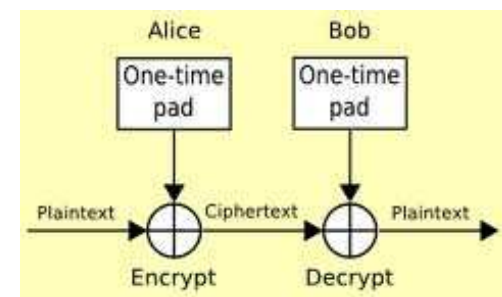 Alice Bob
One-time One-time
pad pad
Plaintext Ciphertext Plaintext
Encrypt Decrypt